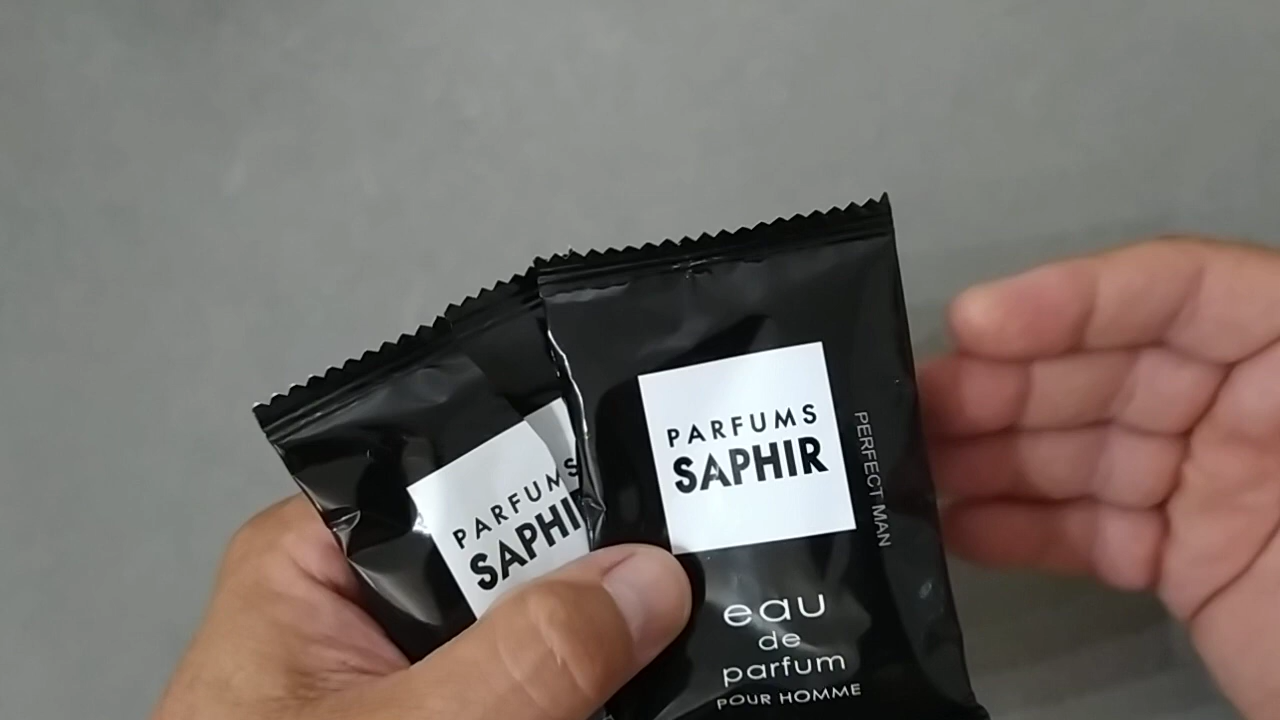 PARFUMS
SAPHIR
PERFECT MAN
eau
de
parfum
POUR HOMME
PARFUMS
SAPHI